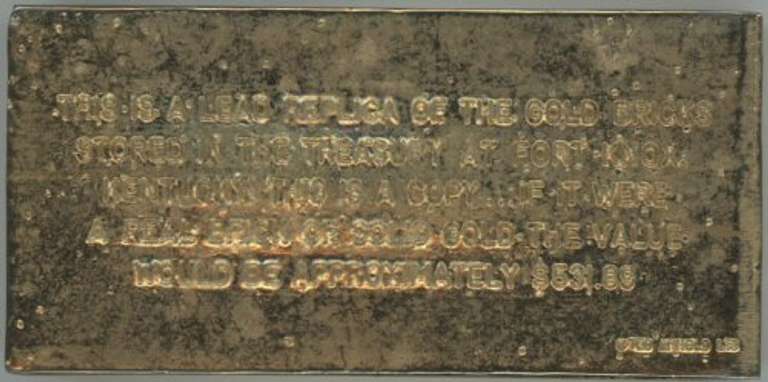 THIS IS A LEAD REPLICA OF THE GOLD BRICKS
STORED IN THE TREASURY AT FORT KNOX
KENTUCKY. THIS IS A COPY...IF IT WERE
A REAL BRICK OF SOLID GOLD THE VALUE
WOULD BE APPROXIMATELY